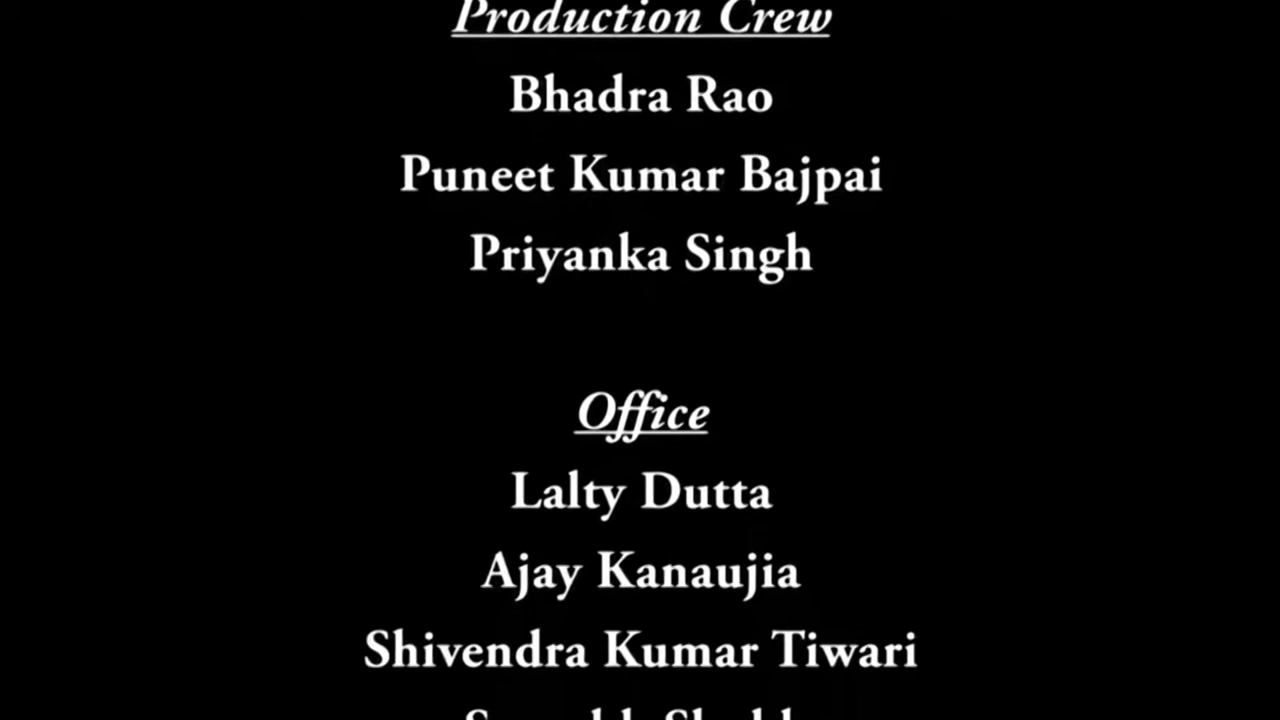 Production Crew
Bhadra Rao
Puneet Kumar Bajpai
Priyanka Singh
Office
Lalty Dutta
Ajay Kanaujia
Shivendra Kumar Tiwari